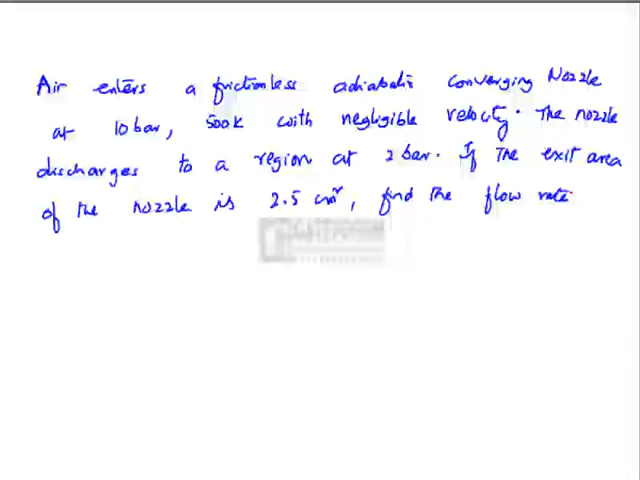 Air enters a frictionless adiabatic converging Nozzle
at 10 bar, 500k with negligible velocity. The nozzle
discharges to a region at 2 bar. If the exit area
of the nozzle is 2.5 cm², find the flow rate